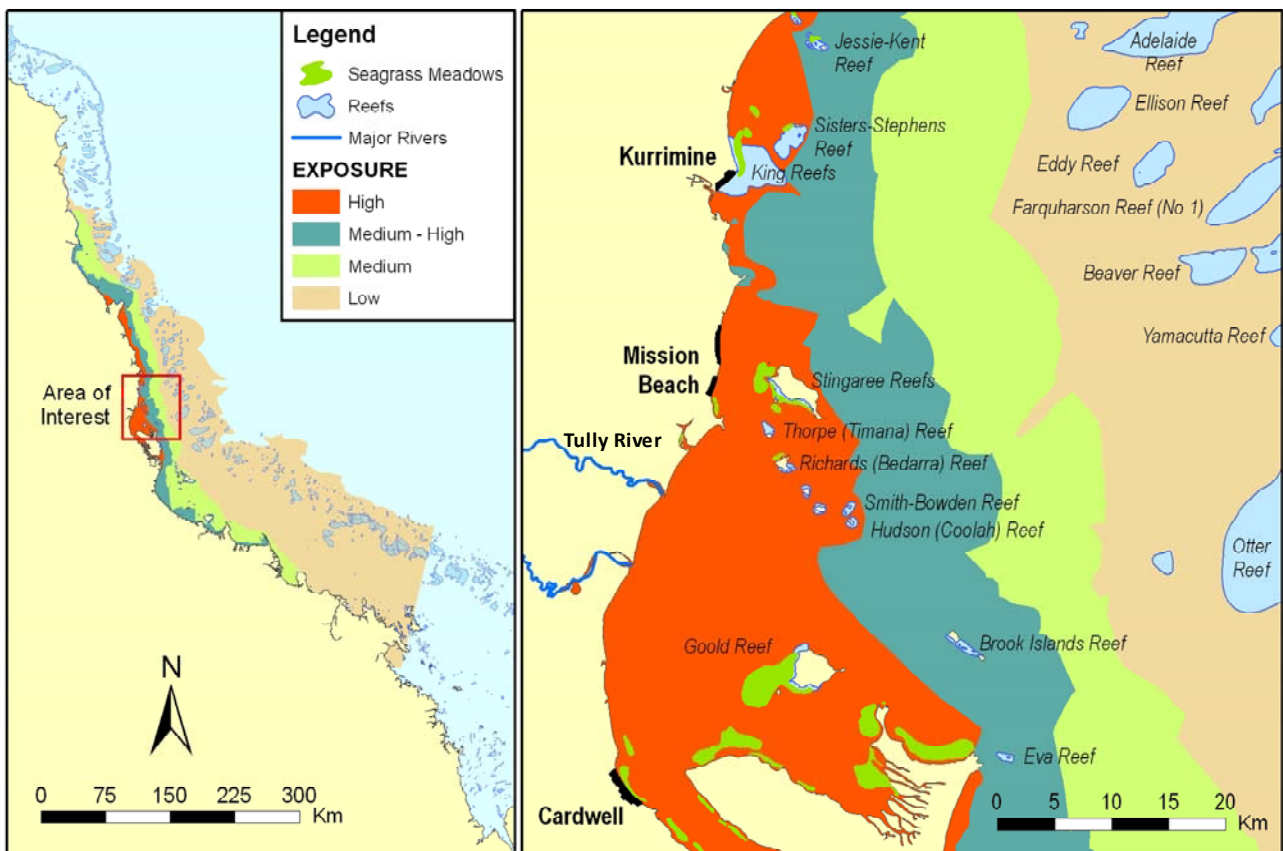 Legend
Seagrass Meadows
Reefs
Major Rivers
EXPOSURE
High
Medium - High
Medium
Low
Area of
Interest
N
0 75 150 225 300
Km
Jessie-Kent
Reef
Adelaide
Reef
Ellison Reef
Sisters-Stephens
Reef
Kurrimine
King Reefs
Eddy Reef
Farquharson Reef (No 1)
Beaver Reef
Yamacutta Reef
Mission
Beach
Stingaree Reefs
Thorpe (Timana) Reef
Tully River
Richards (Bedarra) Reef
Smith-Bowden Reef
Hudson (Coolah) Reef
Otter
Reef
Goold Reef
Brook Islands Reef
Eva Reef
Cardwell
0 5 10 15 20
Km